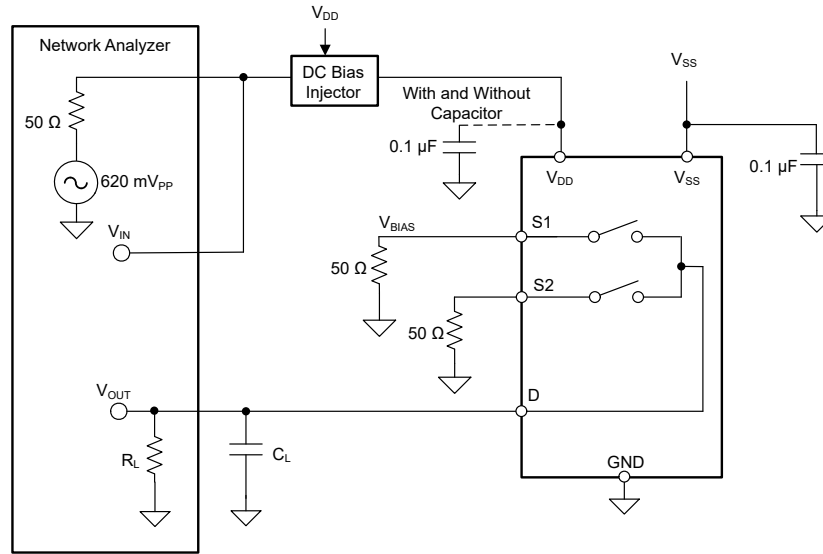 Network Analyzer
50 Ω
620 mVPP
VIN
VOUT
RL
CL
VDD
DC Bias
Injector
With and Without
Capacitor
0.1 µF
VSS
0.1 µF
VDD
VSS
VBIAS
S1
50 Ω
S2
50 Ω
D
GND